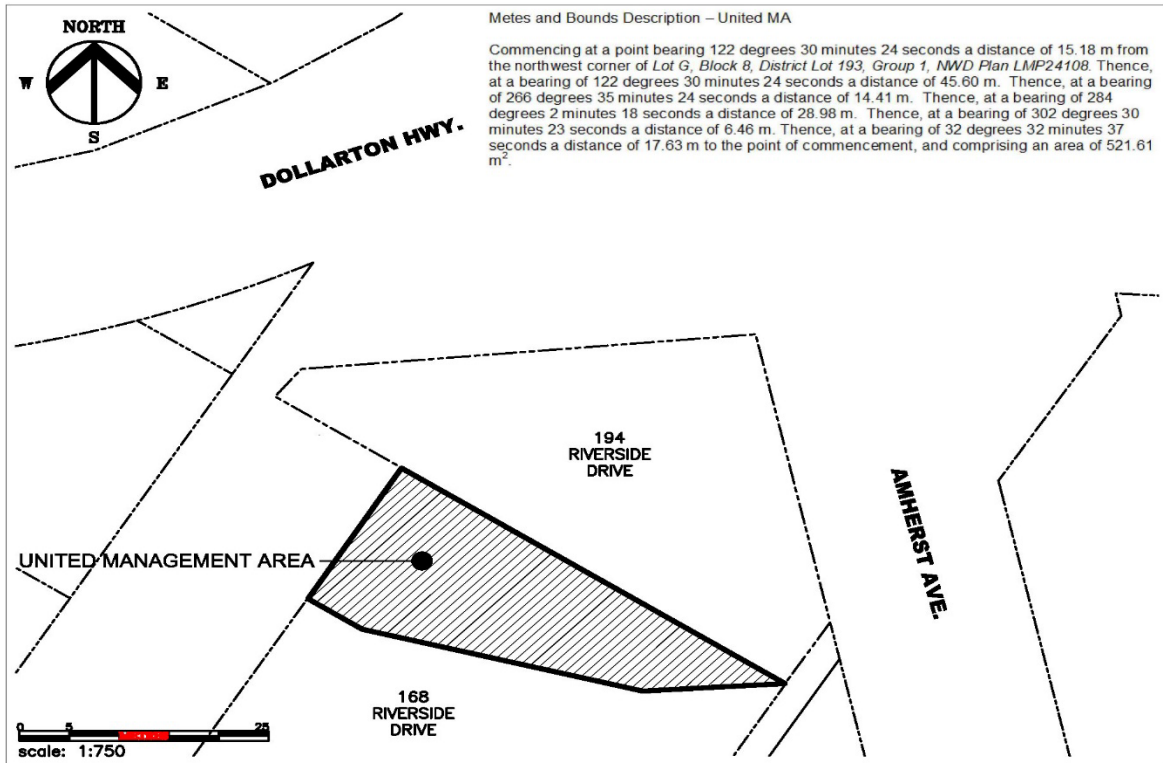 Metes and Bounds Description – United MA
Commencing at a point bearing 122 degrees 30 minutes 24 seconds a distance of 15.18 m from
the northwest corner of Lot G, Block 8, District Lot 193, Group 1, NWD Plan LMP24108. Thence,
at a bearing of 122 degrees 30 minutes 24 seconds a distance of 45.60 m. Thence, at a bearing
of 266 degrees 35 minutes 24 seconds a distance of 14.41 m. Thence, at a bearing of 284
degrees 2 minutes 18 seconds a distance of 28.98 m. Thence, at a bearing of 302 degrees 30
minutes 23 seconds a distance of 6.46 m. Thence, at a bearing of 32 degrees 32 minutes 37
seconds a distance of 17.63 m to the point of commencement, and comprising an area of 521.61
m².
NORTH
W E
S
DOLLARTON HWY.
194
RIVERSIDE
DRIVE
AMHERST AVE.
UNITED MANAGEMENT AREA
168
RIVERSIDE
DRIVE
0 5 25
scale: 1:750